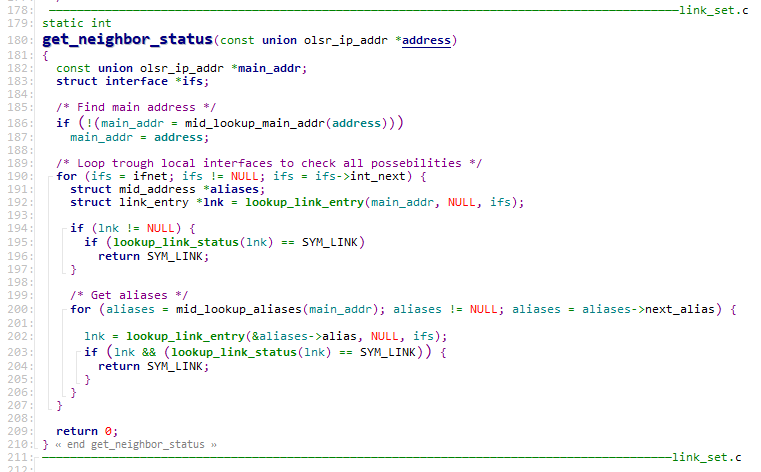 178: link_set.c
179: static int
180: get_neighbor_status(const union olsr_ip_addr *address)
181: {
182:   const union olsr_ip_addr *main_addr;
183:   struct interface *ifs;
184:
185:   /* Find main address */
186:   if (!(main_addr = mid_lookup_main_addr(address)))
187:     main_addr = address;
188:
189:   /* Loop trough local interfaces to check all possebilities */
190:   for (ifs = ifnet; ifs != NULL; ifs = ifs->int_next) {
191:     struct mid_address *aliases;
192:     struct link_entry *lnk = lookup_link_entry(main_addr, NULL, ifs);
193:
194:     if (lnk != NULL) {
195:       if (lookup_link_status(lnk) == SYM_LINK)
196:         return SYM_LINK;
197:     }
198:
199:     /* Get aliases */
200:     for (aliases = mid_lookup_aliases(main_addr); aliases != NULL; aliases = aliases->next_alias) {
201:
202:       lnk = lookup_link_entry(&aliases->alias, NULL, ifs);
203:       if (lnk && (lookup_link_status(lnk) == SYM_LINK)) {
204:         return SYM_LINK;
205:       }
206:     }
207:   }
208:
209:   return 0;
210: } « end get_neighbor_status »
211: link_set.c